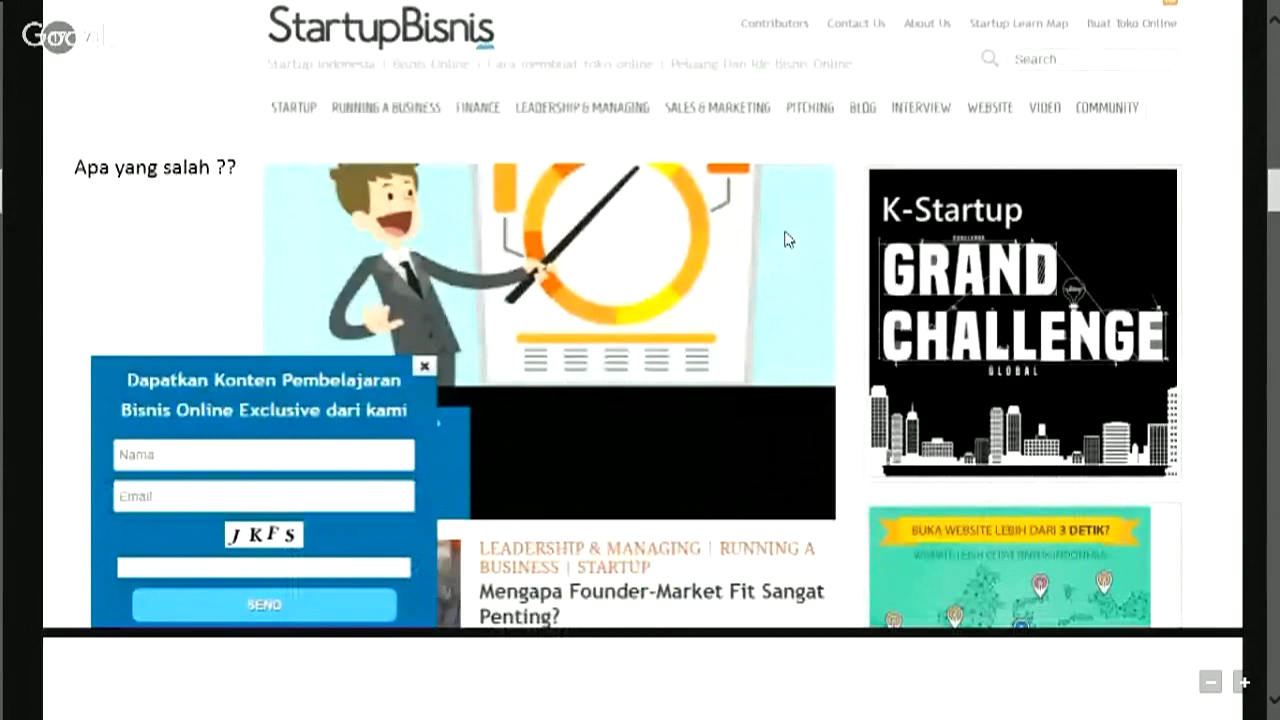 StartupBisnis
Contributors Contact Us About Us Startup Learn Map Buat Toko Online
Startup Indonesia | Bisnis Online | Cara membuat toko online | Peluang Dan Ide Bisnis Online
Search
STARTUP RUNNING A BUSINESS FINANCE LEADERSHIP & MANAGING SALES & MARKETING PITCHING BLOG INTERVIEW WEBSITE VIDEO COMMUNITY
Apa yang salah ??
K-Startup
GRAND
CHALLENGE
GLOBAL
Dapatkan Konten Pembelajaran
Bisnis Online Exclusive dari kami
Nama
Email
J K F S
SEND
LEADERSHIP & MANAGING | RUNNING A
BUSINESS | STARTUP
Mengapa Founder-Market Fit Sangat
Penting?
BUKA WEBSITE LEBIH DARI 3 DETIK?